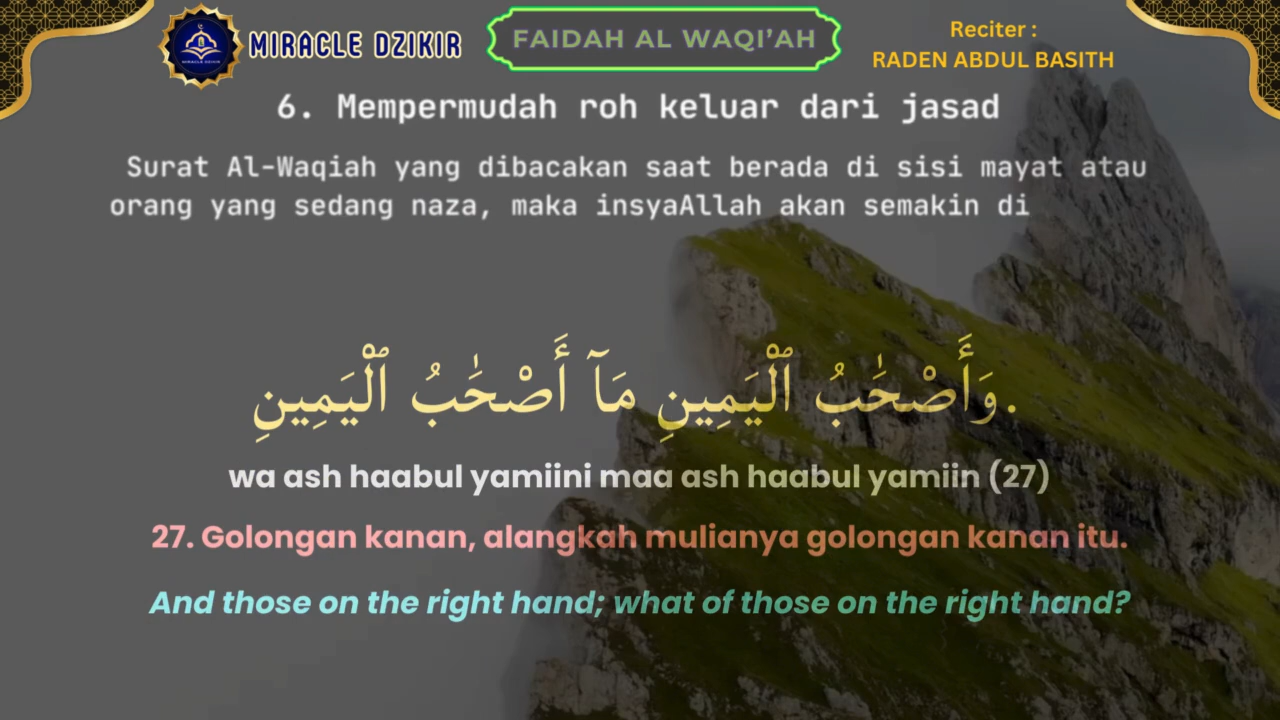 MIRACLE DZIKIR
FAIDAH AL WAQI'AH
Reciter :
RADEN ABDUL BASITH
6. Mempermudah roh keluar dari jasad
Surat Al-Waqiah yang dibacakan saat berada di sisi mayat atau
orang yang sedang naza, maka insyaAllah akan semakin di
وَأَصْحَٰبُ ٱلْيَمِينِ مَآ أَصْحَٰبُ ٱلْيَمِينِ.
wa ash haabul yamiini maa ash haabul yamiin (27)
27. Golongan kanan, alangkah mulianya golongan kanan itu.
And those on the right hand; what of those on the right hand?